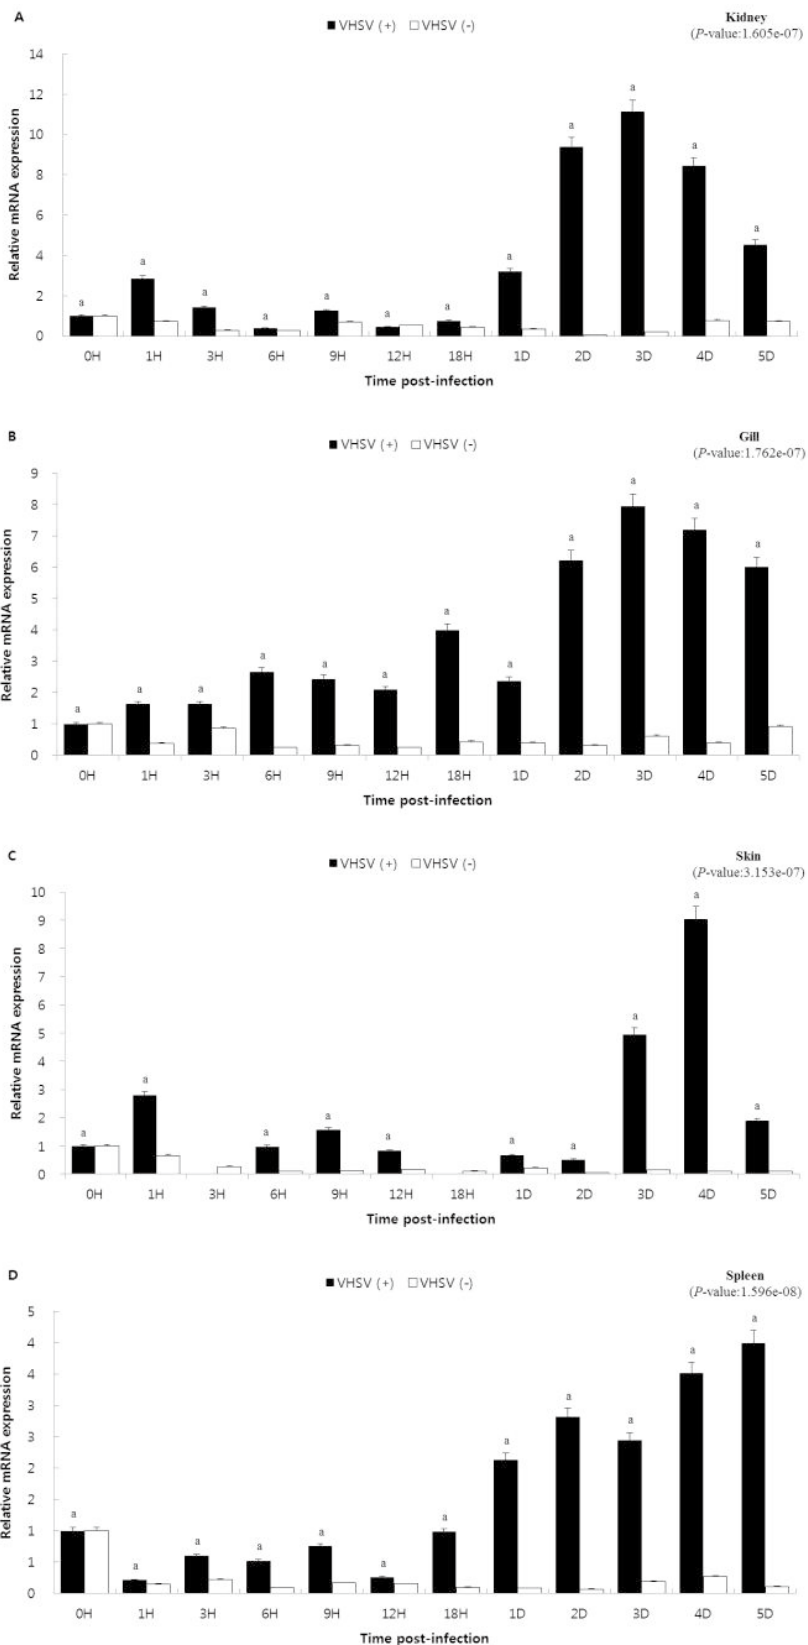 A
■ VHSV (+) □ VHSV (-)
Kidney
(P-value:1.605e-07)
14
12
10
8
6
4
2
0
Relative mRNA expression
a a a a a a a a a a a a
0H 1H 3H 6H 9H 12H 18H 1D 2D 3D 4D 5D
Time post-infection
B
■ VHSV (+) □ VHSV (-)
Gill
(P-value:1.762e-07)
9
8
7
6
5
4
3
2
1
0
Relative mRNA expression
a a a a a a a a a a a a
0H 1H 3H 6H 9H 12H 18H 1D 2D 3D 4D 5D
Time post-infection
C
■ VHSV (+) □ VHSV (-)
Skin
(P-value:3.153e-07)
10
9
8
7
6
5
4
3
2
1
0
Relative mRNA expression
a a a a a a a a a a
0H 1H 3H 6H 9H 12H 18H 1D 2D 3D 4D 5D
Time post-infection
D
■ VHSV (+) □ VHSV (-)
Spleen
(P-value:1.596e-08)
5
4
4
3
3
2
2
1
1
0
Relative mRNA expression
a a a a a a a a a a a a
0H 1H 3H 6H 9H 12H 18H 1D 2D 3D 4D 5D
Time post-infection